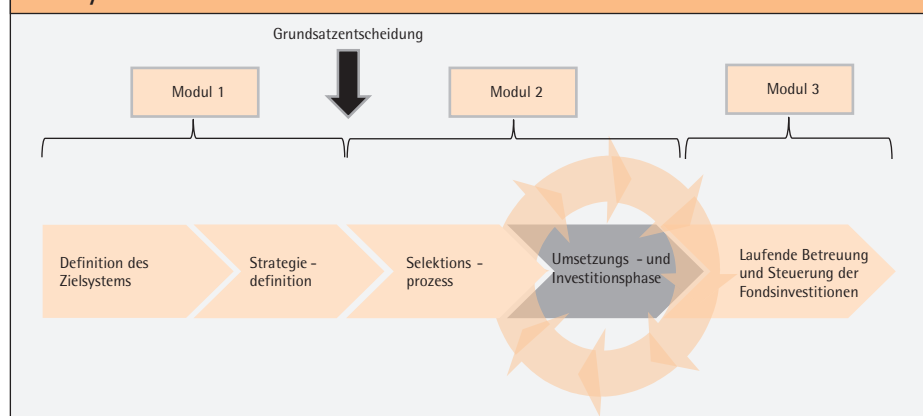 Grundsatzentscheidung
Modul 1
Modul 2
Modul 3
Definition des
Zielsystems
Strategie -
definition
Selektions -
prozess
Umsetzungs - und
Investitionsphase
Laufende Betreuung
und Steuerung der
Fondsinvestitionen